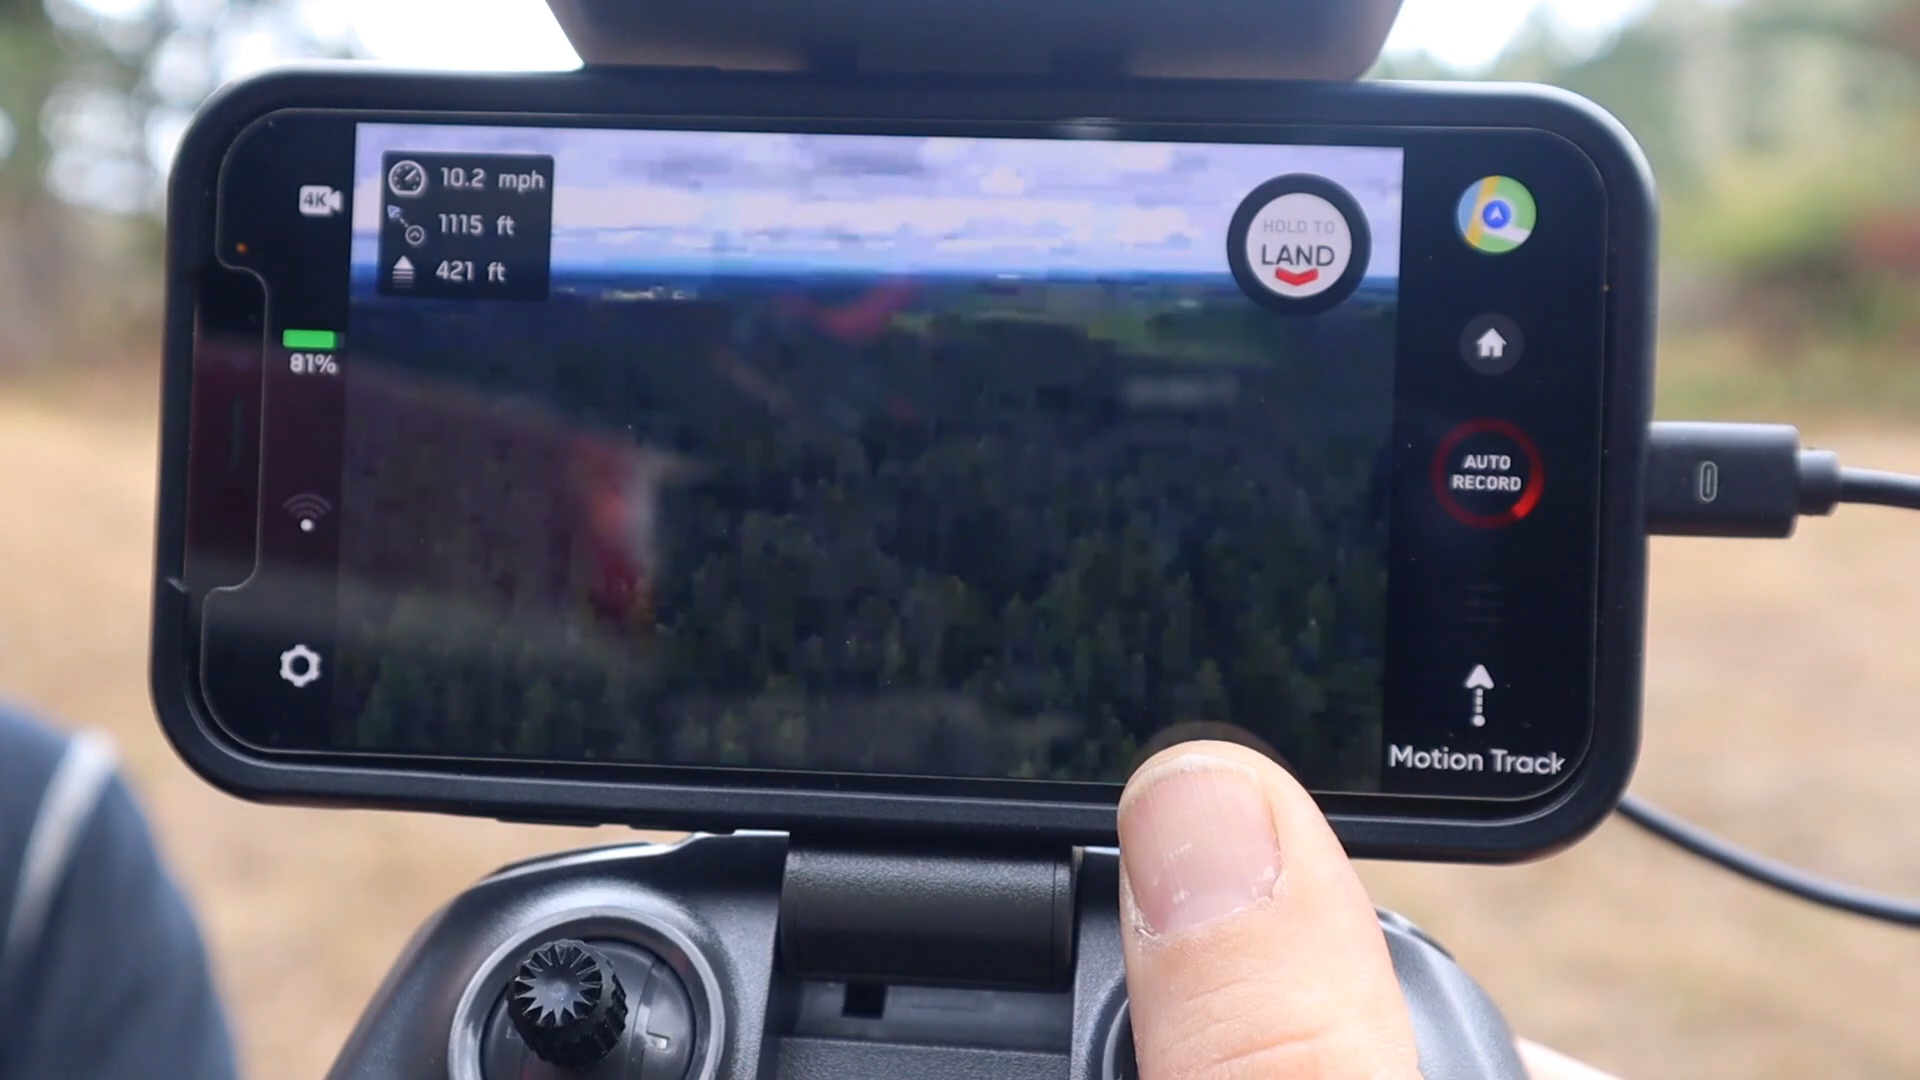 4K
10.2 mph
1115 ft
421 ft
HOLD TO
LAND
81%
AUTO
RECORD
Motion Track